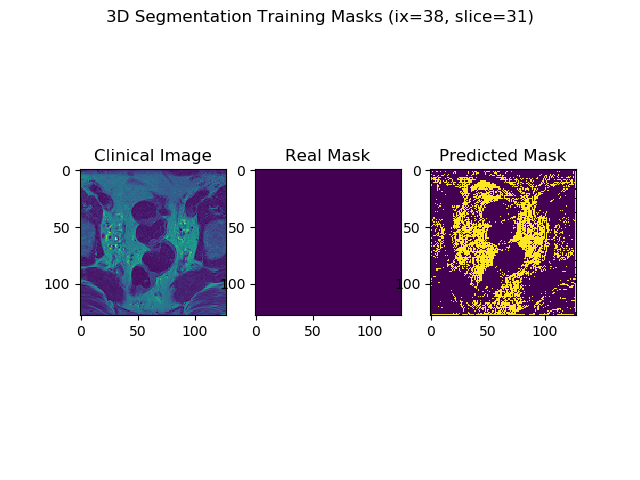 3D Segmentation Training Masks (ix=38, slice=31)
Clinical Image Real Mask Predicted Mask
0 0 0
50 50 50
100 100 100
0 50 100 0 50 100 0 50 100